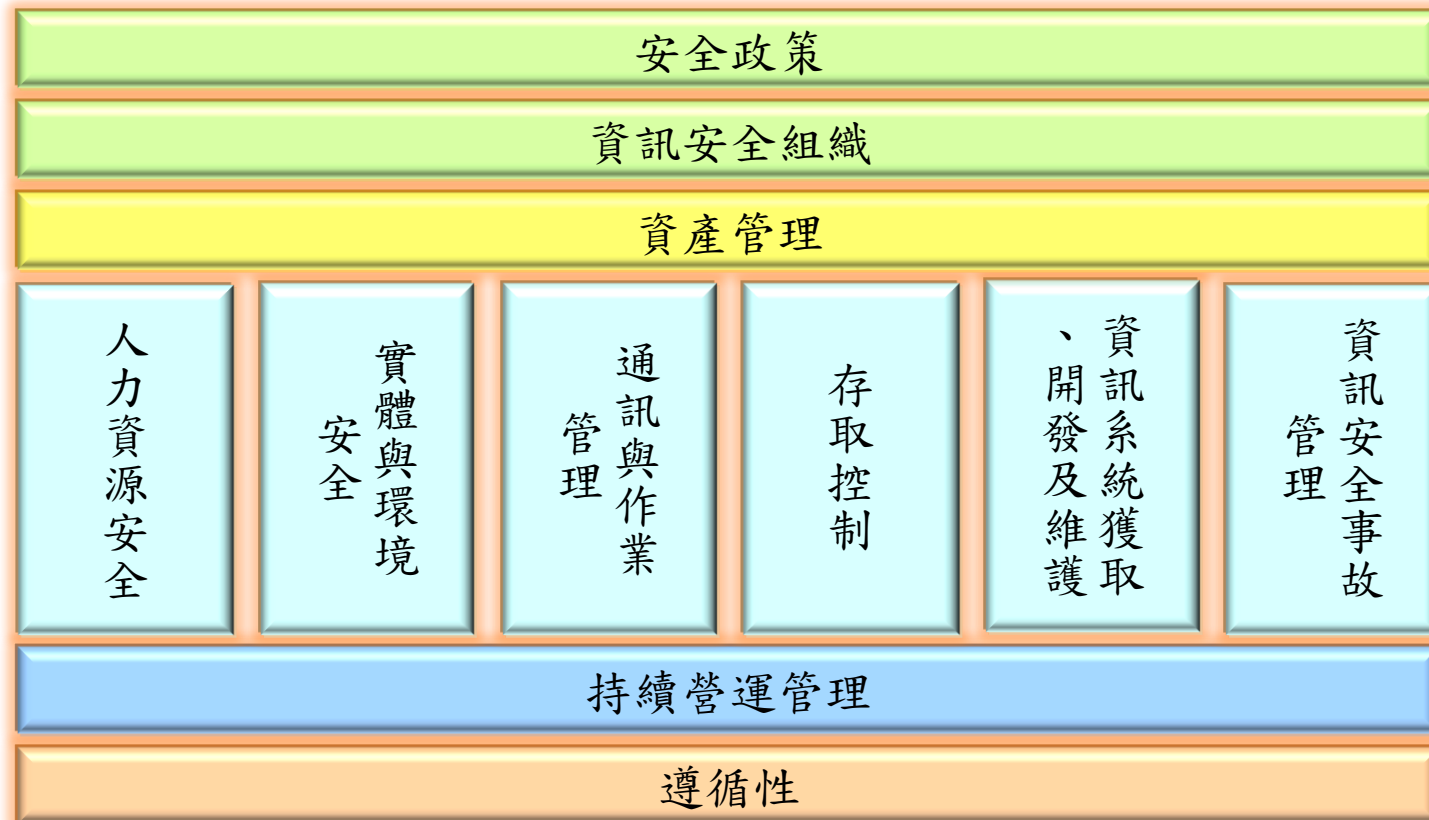 安全政策
資訊安全組織
資產管理
人力資源安全
實體與環境
安全
通訊與作業
管理
存取控制
資訊系統獲取
、開發及維護
資訊安全事故
管理
持續營運管理
遵循性